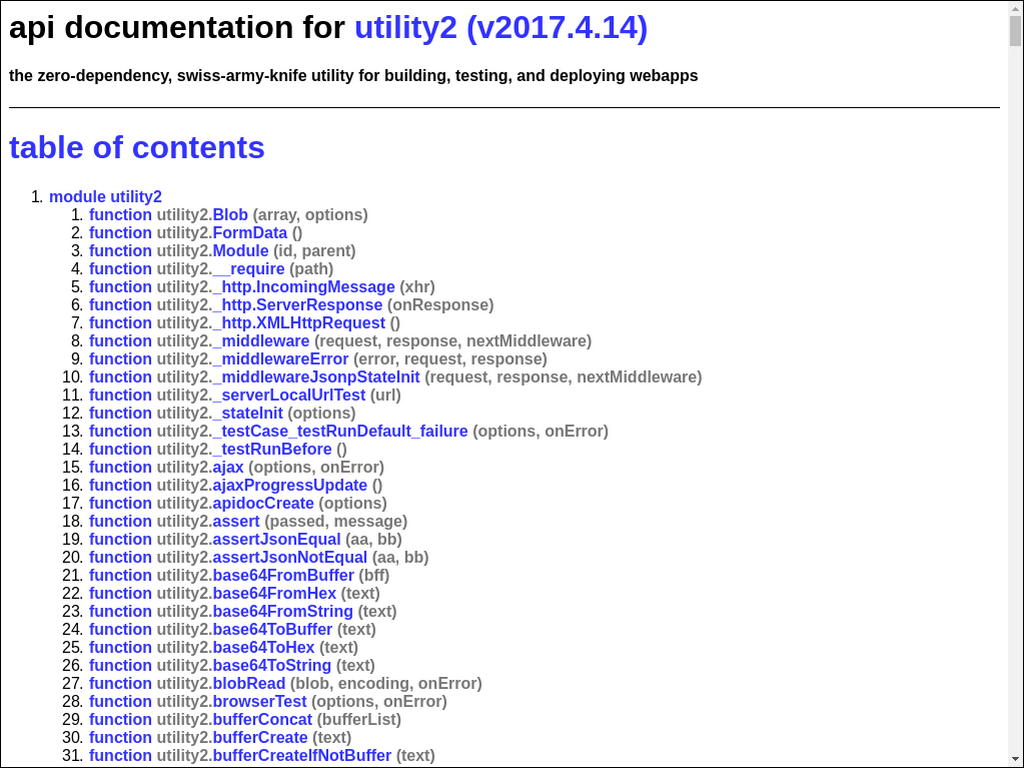 api documentation for utility2 (v2017.4.14)
the zero-dependency, swiss-army-knife utility for building, testing, and deploying webapps
table of contents
1. module utility2
1. function utility2.Blob (array, options)
2. function utility2.FormData ()
3. function utility2.Module (id, parent)
4. function utility2.__require (path)
5. function utility2._http.IncomingMessage (xhr)
6. function utility2._http.ServerResponse (onResponse)
7. function utility2._http.XMLHttpRequest ()
8. function utility2._middleware (request, response, nextMiddleware)
9. function utility2._middlewareError (error, request, response)
10. function utility2._middlewareJsonpStateInit (request, response, nextMiddleware)
11. function utility2._serverLocalUrlTest (url)
12. function utility2._stateInit (options)
13. function utility2._testCase_testRunDefault_failure (options, onError)
14. function utility2._testRunBefore ()
15. function utility2.ajax (options, onError)
16. function utility2.ajaxProgressUpdate ()
17. function utility2.apidocCreate (options)
18. function utility2.assert (passed, message)
19. function utility2.assertJsonEqual (aa, bb)
20. function utility2.assertJsonNotEqual (aa, bb)
21. function utility2.base64FromBuffer (bff)
22. function utility2.base64FromHex (text)
23. function utility2.base64FromString (text)
24. function utility2.base64ToBuffer (text)
25. function utility2.base64ToHex (text)
26. function utility2.base64ToString (text)
27. function utility2.blobRead (blob, encoding, onError)
28. function utility2.browserTest (options, onError)
29. function utility2.bufferConcat (bufferList)
30. function utility2.bufferCreate (text)
31. function utility2.bufferCreateIfNotBuffer (text)